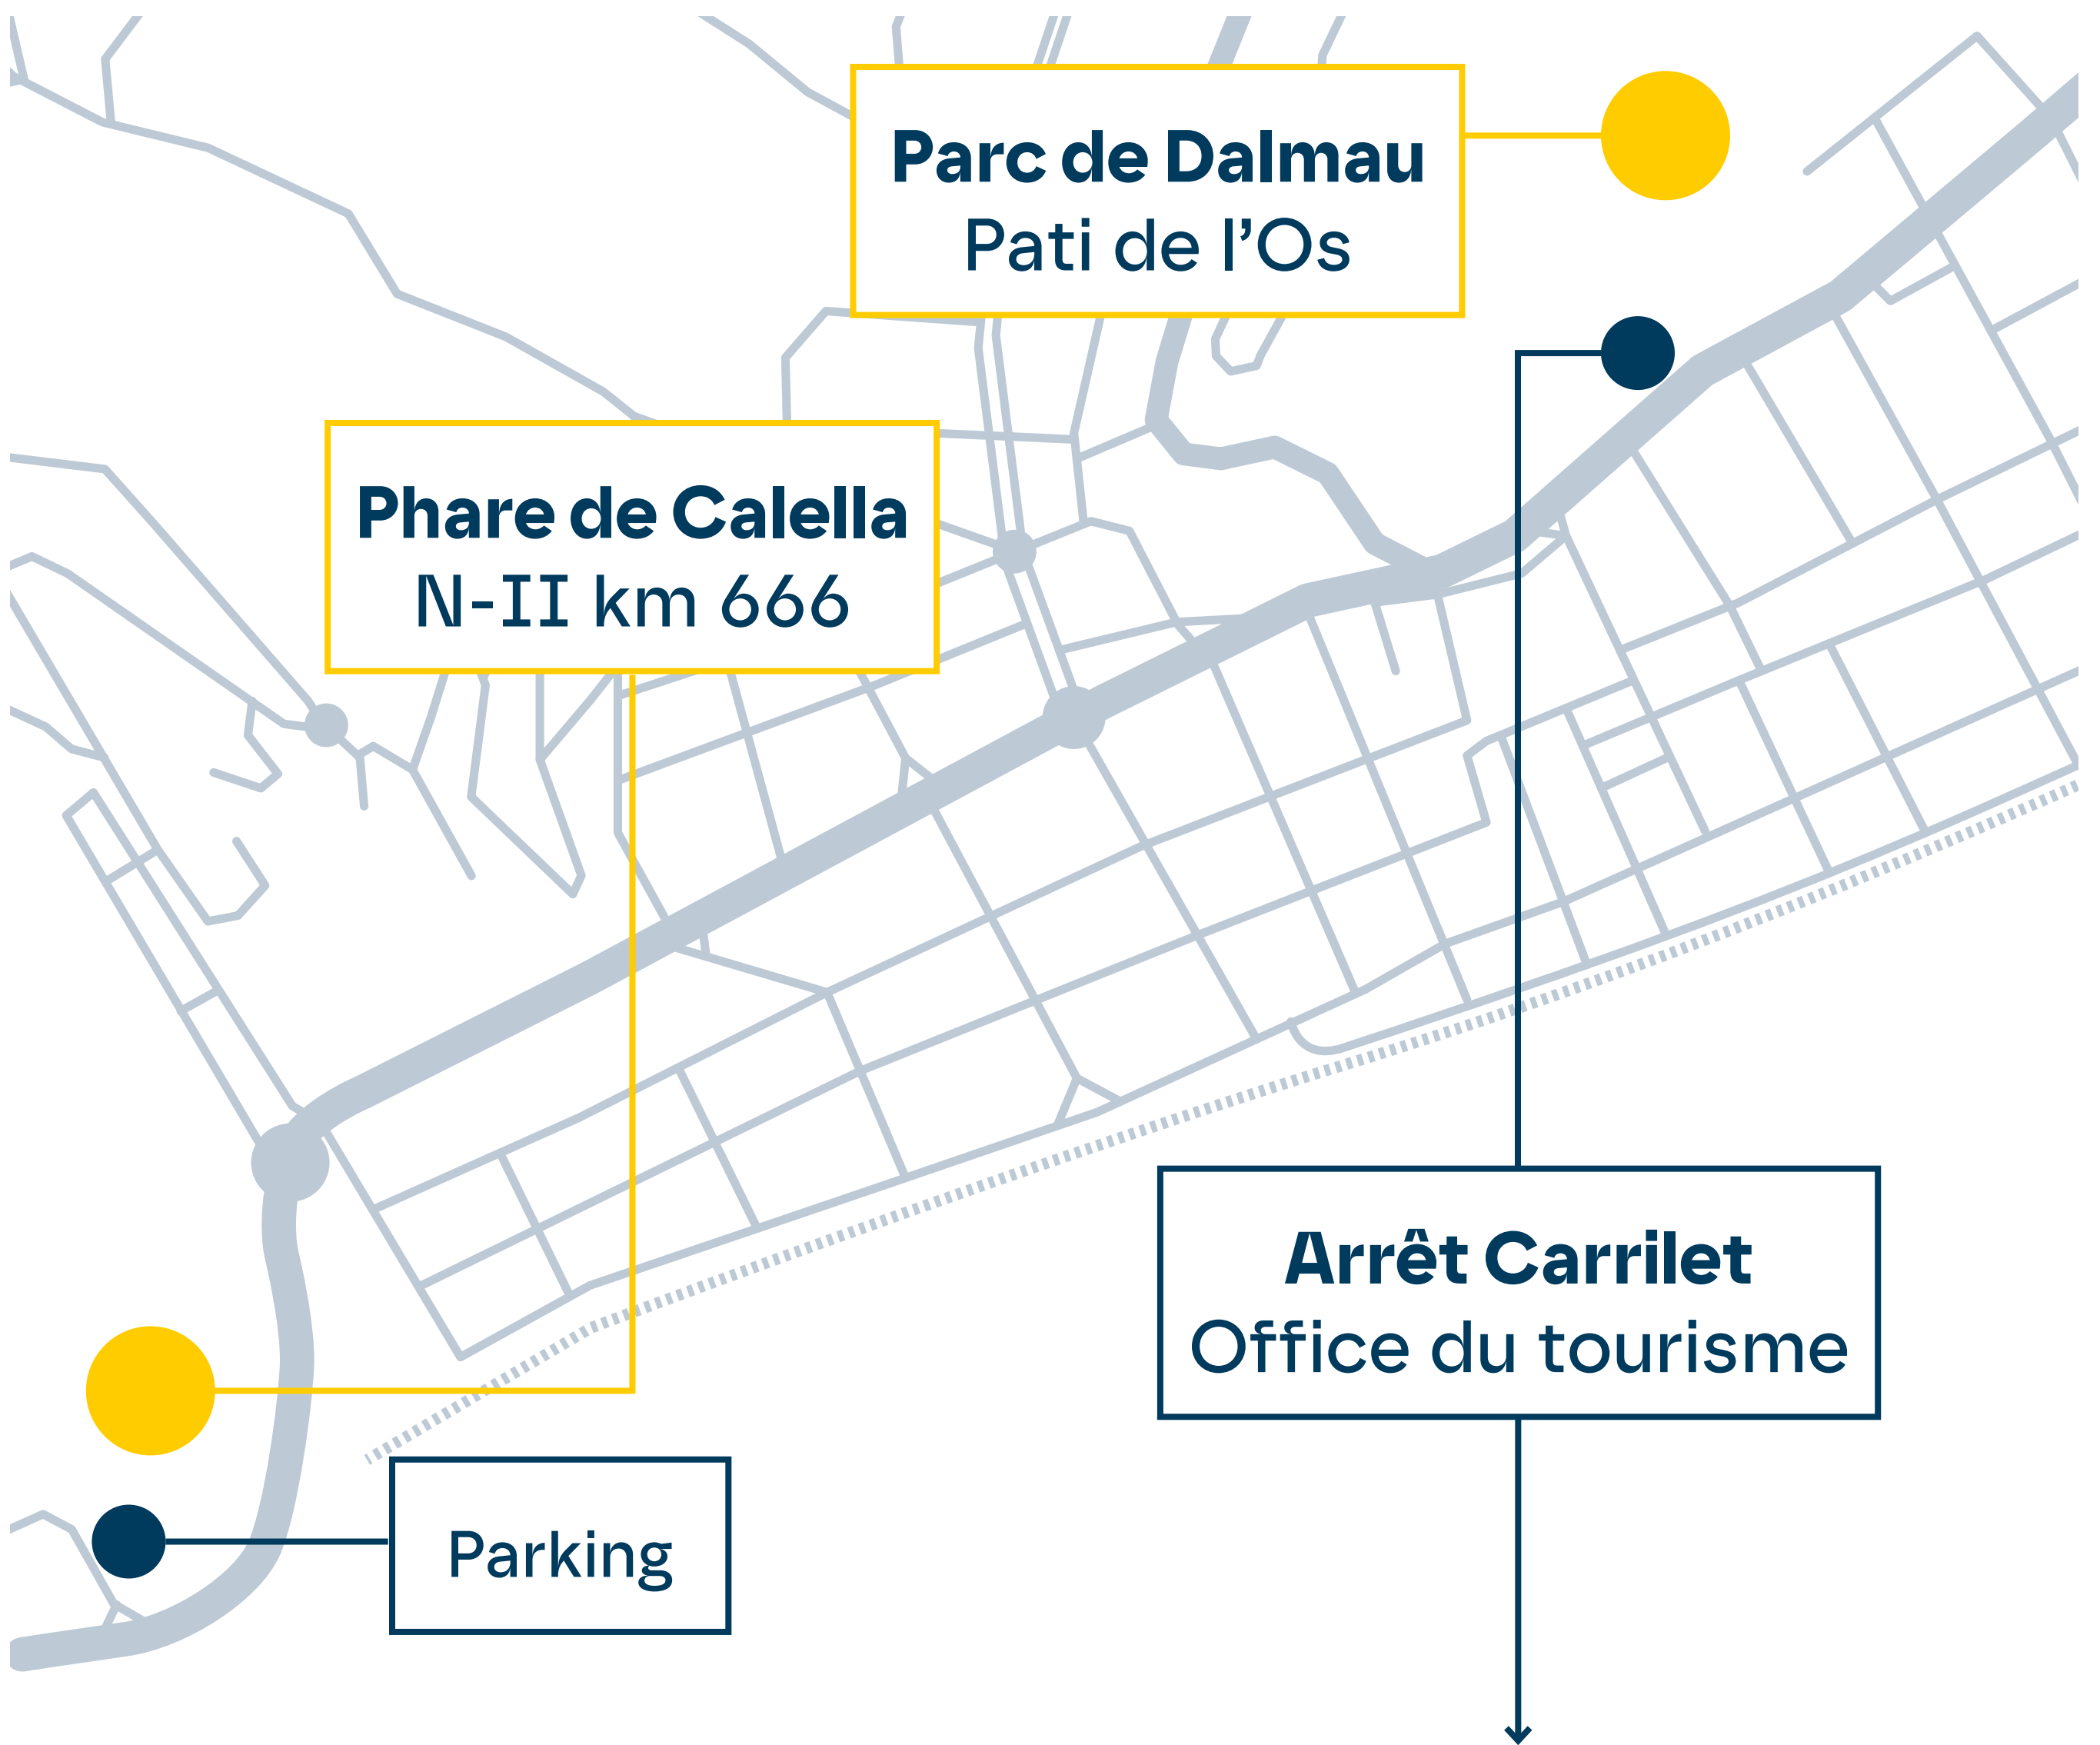 Parc de Dalmau
Pati de l'Os
Phare de Calella
N-II km 666
Arrêt Carrilet
Office du tourisme
Parking